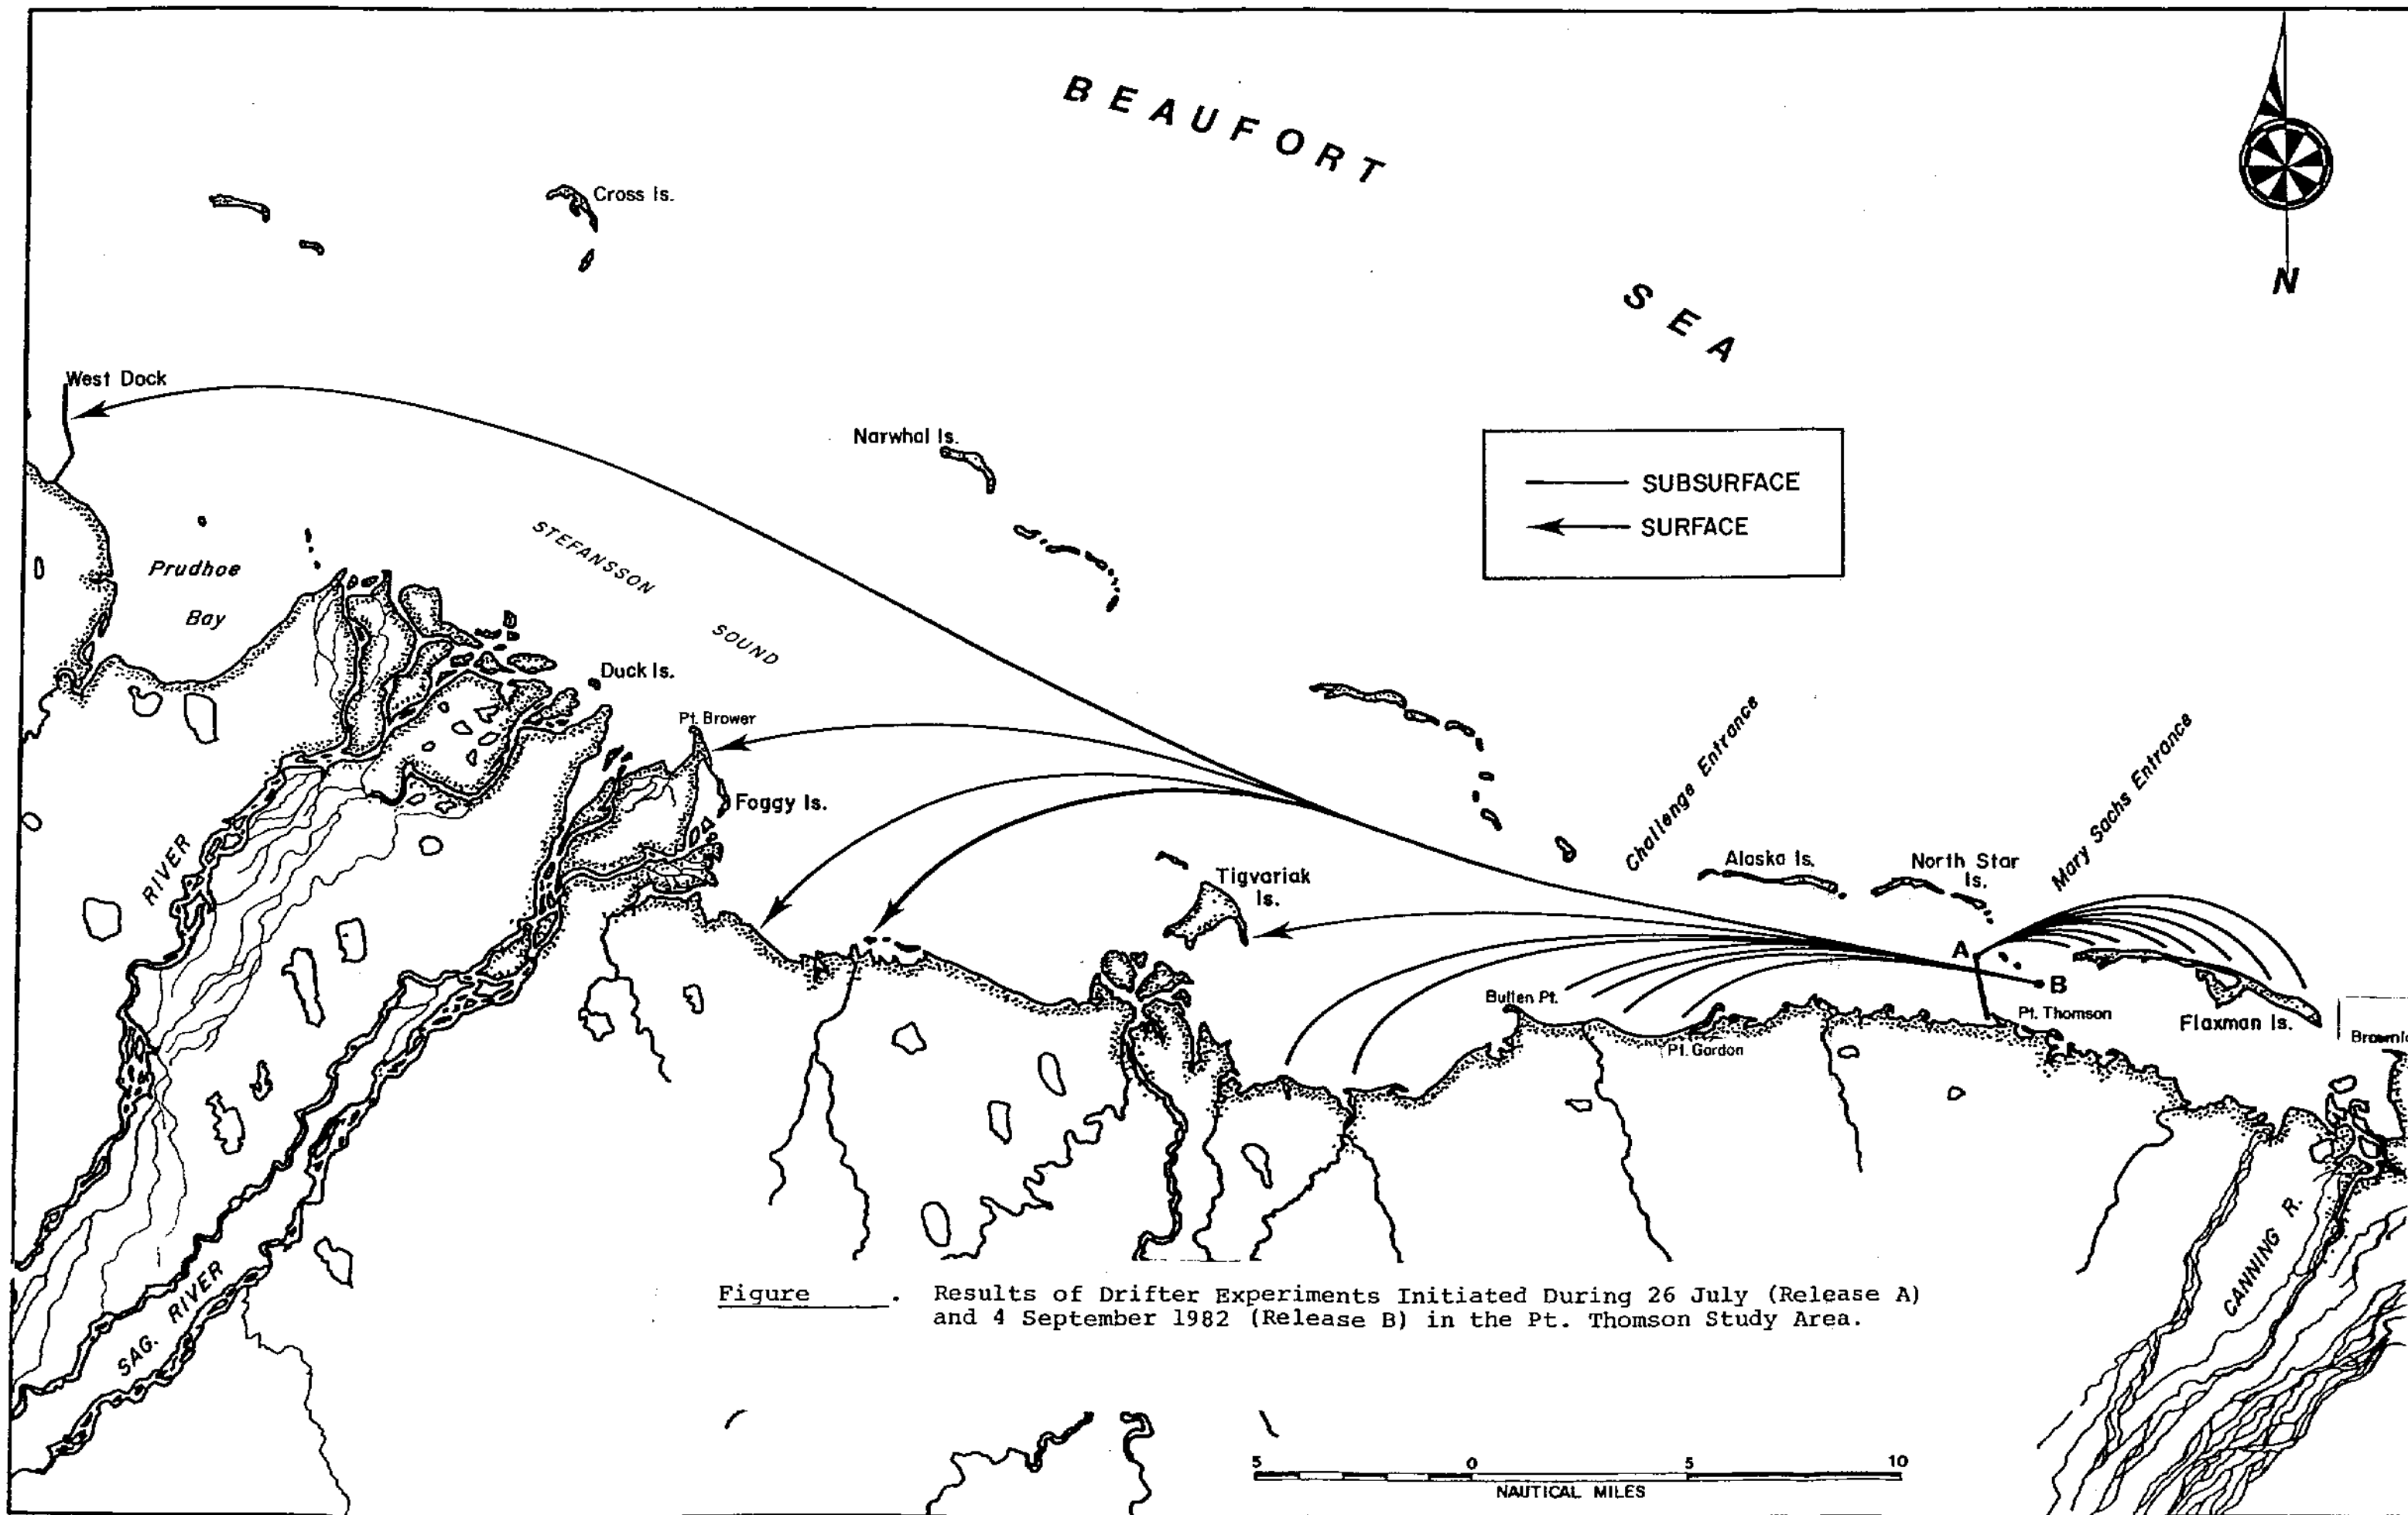 BEAUFORT
SEA
N
Cross Is.
West Dock
Narwhal Is.
SUBSURFACE
SURFACE
STEFANSSON
SOUND
Prudhoe
Bay
Duck Is.
Pt. Brower
Foggy Is.
Challenge Entrance
Mary Sachs Entrance
Tigvariak
Is.
Alaska Is.
North Star
Is.
A
B
Bullen Pt.
Pt. Gordon
Pt. Thomson
Flaxman Is.
RIVER
SAG. RIVER
CANNING R.
Figure . Results of Drifter Experiments Initiated During 26 July (Release A)
and 4 September 1982 (Release B) in the Pt. Thomson Study Area.
5 0 5 10
NAUTICAL MILES